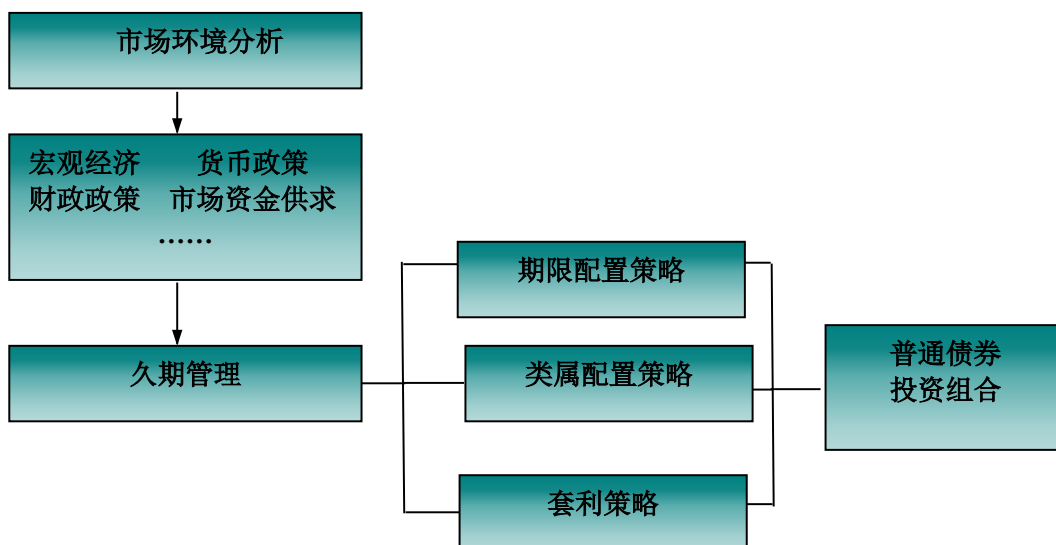 市场环境分析
宏观经济 货币政策
财政政策 市场资金供求
……
久期管理
期限配置策略
类属配置策略
套利策略
普通债券
投资组合